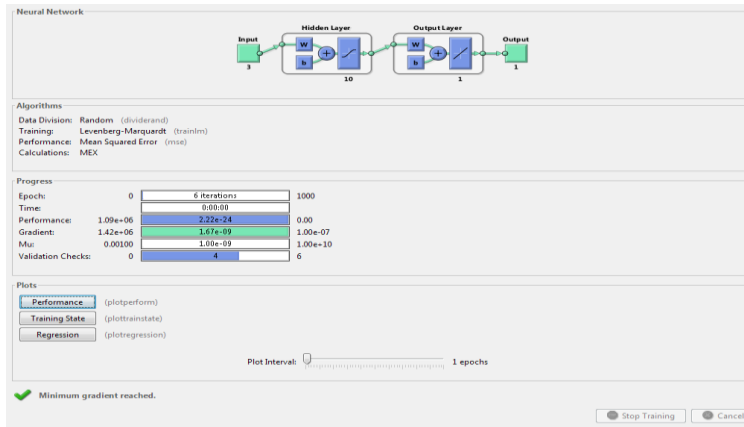 Neural Network
Hidden Layer
Output Layer
Input
Output
W
W
b
b
3
10
1
1
Algorithms
Data Division: Random (dividerand)
Training: Levenberg-Marquardt (trainlm)
Performance: Mean Squared Error (mse)
Calculations: MEX
Progress
Epoch: 0 6 iterations 1000
Time: 0:00:00
Performance: 1.09e+06 2.22e-24 0.00
Gradient: 1.42e+06 1.67e-09 1.00e-07
Mu: 0.00100 1.00e-09 1.00e+10
Validation Checks: 0 4 6
Plots
Performance (plotperform)
Training State (plottrainstate)
Regression (plotregression)
Plot Interval: 1 epochs
Minimum gradient reached.
Stop Training Cancel